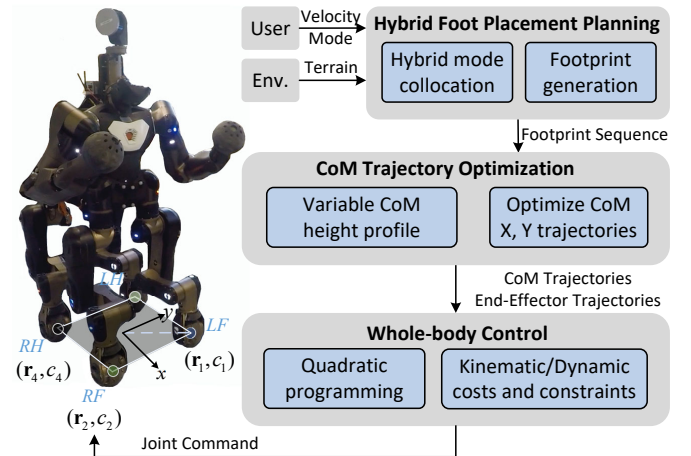 User
Velocity
Mode
Env.
Terrain
Hybrid Foot Placement Planning
Hybrid mode
collocation
Footprint
generation
Footprint Sequence
CoM Trajectory Optimization
Variable CoM
height profile
Optimize CoM
X, Y trajectories
CoM Trajectories
End-Effector Trajectories
Whole-body Control
Quadratic
programming
Kinematic/Dynamic
costs and constraints
Joint Command
LH
y
LF
RH
x
(r₁,c₁)
(r₄,c₄)
RF
(r₂,c₂)